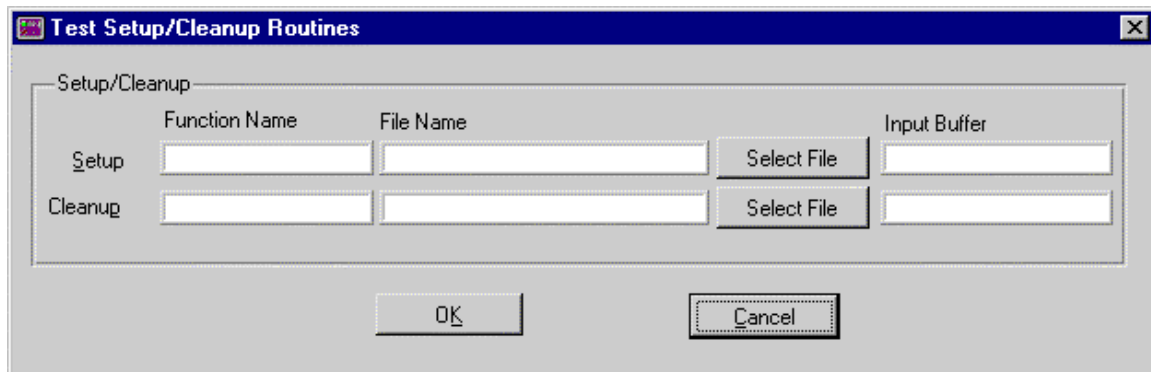 Test Setup/Cleanup Routines
Setup/Cleanup
Function Name File Name Input Buffer
Setup Select File
Cleanup Select File
OK Cancel